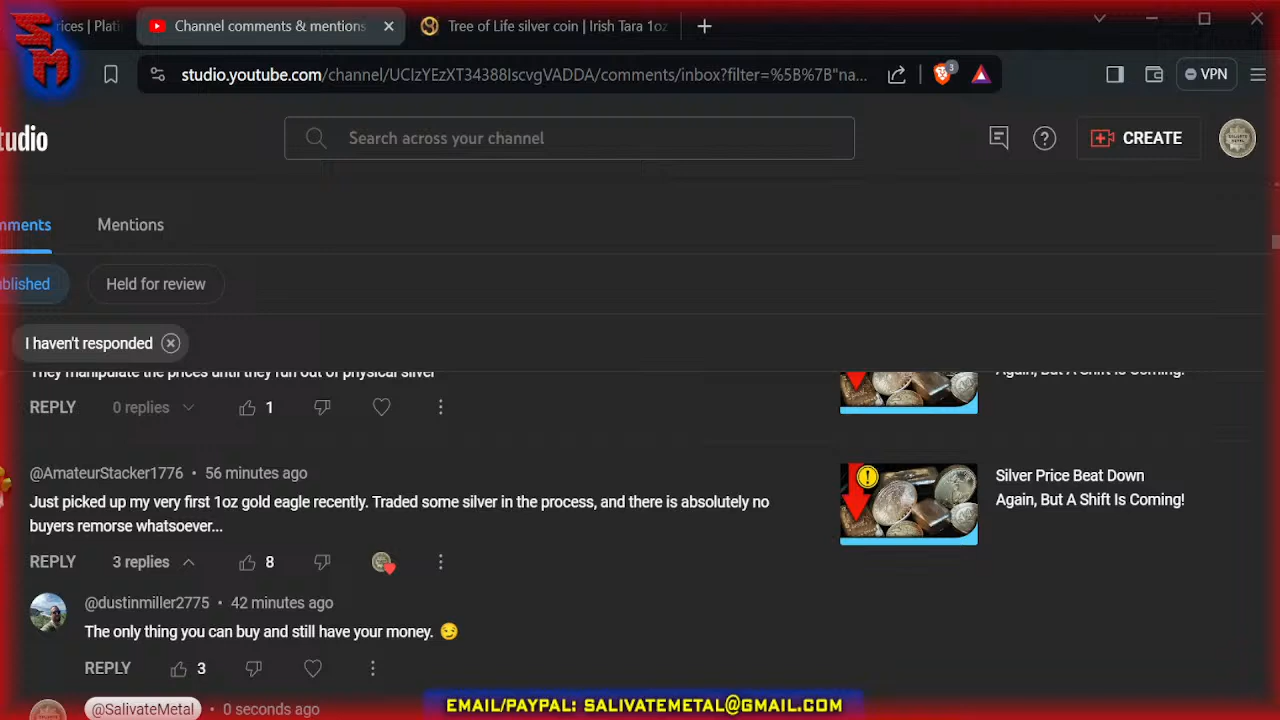 SM
rices | Plati
Channel comments & mentions
Tree of Life silver coin | Irish Tara 1oz
studio.youtube.com/channel/UCIzYEzXT34388IscvgVADDA/comments/inbox?filter=%5B%7B"na...
3
VPN
tudio
Search across your channel
CREATE
mments
Mentions
ublished
Held for review
I haven't responded
They manipulate the prices until they run out of physical silver
Again, But A Shift Is Coming!
REPLY 0 replies 1
@AmateurStacker1776 • 56 minutes ago
Just picked up my very first 1oz gold eagle recently. Traded some silver in the process, and there is absolutely no
buyers remorse whatsoever...
Silver Price Beat Down
Again, But A Shift Is Coming!
REPLY 3 replies 8
@dustinmiller2775 • 42 minutes ago
The only thing you can buy and still have your money. 😏
REPLY 3
@SalivateMetal • 0 seconds ago
EMAIL/PAYPAL: SALIVATEMETAL@GMAIL.COM